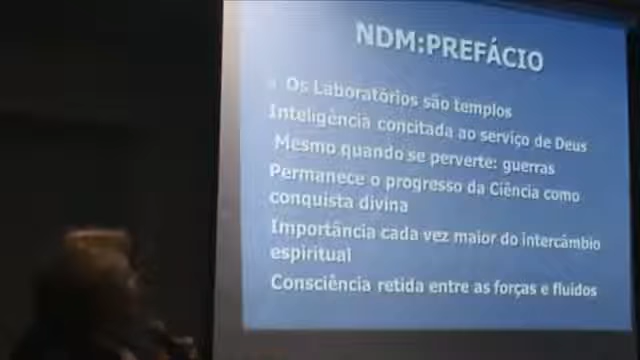 NDM:PREFÁCIO
Os Laboratórios são templos
Inteligência concitada ao serviço de Deus
Mesmo quando se perverte: guerras
Permanece o progresso da Ciência como
conquista divina
Importância cada vez maior do intercâmbio
espiritual
Consciência retida entre as forças e fluidos